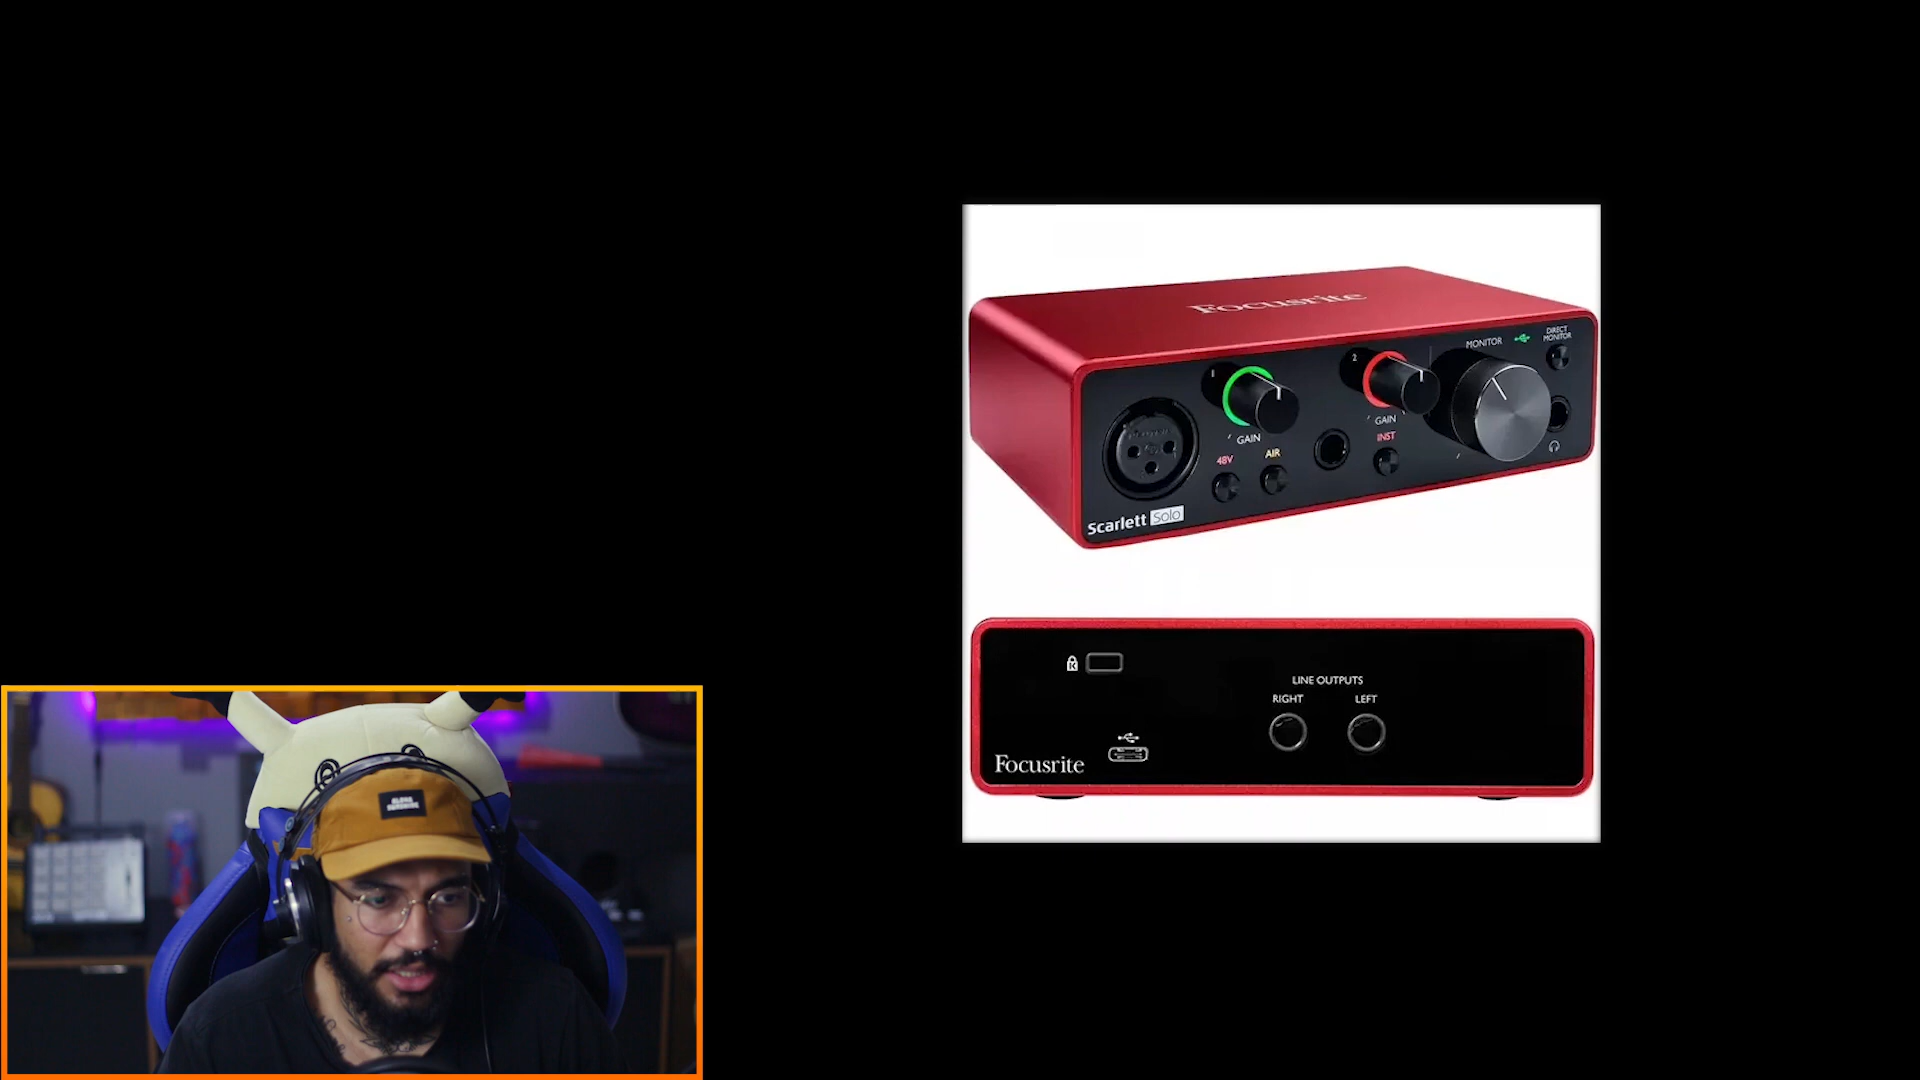 Focusrite
MONITOR
DIRECT
MONITOR
1
2
GAIN
GAIN
INST
48V
AIR
Scarlett Solo
LINE OUTPUTS
RIGHT
LEFT
Focusrite